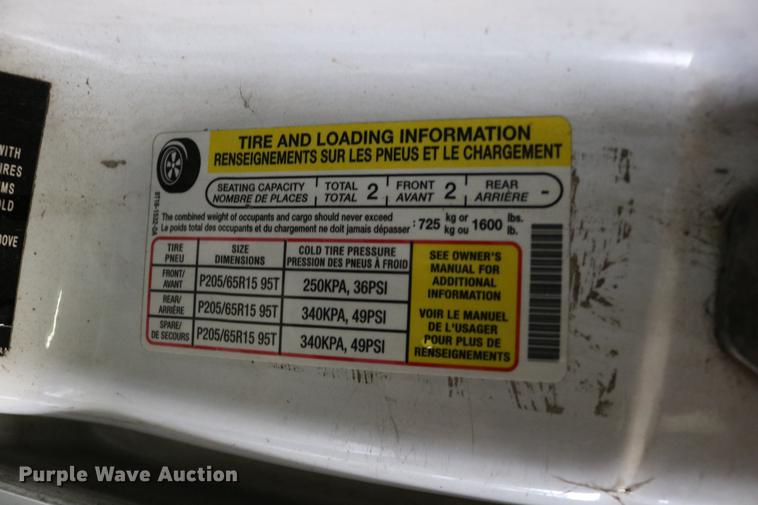 WITH
IRES
MS
OLD
OVE
TIRE AND LOADING INFORMATION
RENSEIGNEMENTS SUR LES PNEUS ET LE CHARGEMENT
SEATING CAPACITY TOTAL 2 FRONT 2 REAR -
NOMBRE DE PLACES TOTAL AVANT ARRIÈRE
The combined weight of occupants and cargo should never exceed : 725 kg or 1600 lbs.
Le poids total des occupants et du chargement ne doit jamais dépasser kg ou lb.
TIRE SIZE COLD TIRE PRESSURE
PNEU DIMENSIONS PRESSION DES PNEUS À FROID
FRONT/
AVANT P205/65R15 95T 250KPA, 36PSI
REAR/
ARRIÈRE P205/65R15 95T 340KPA, 49PSI
SPARE/
DE SECOURS P205/65R15 95T 340KPA, 49PSI
SEE OWNER'S
MANUAL FOR
ADDITIONAL
INFORMATION
VOIR LE MANUEL
DE L'USAGER
POUR PLUS DE
RENSEIGNEMENTS
Purple Wave Auction